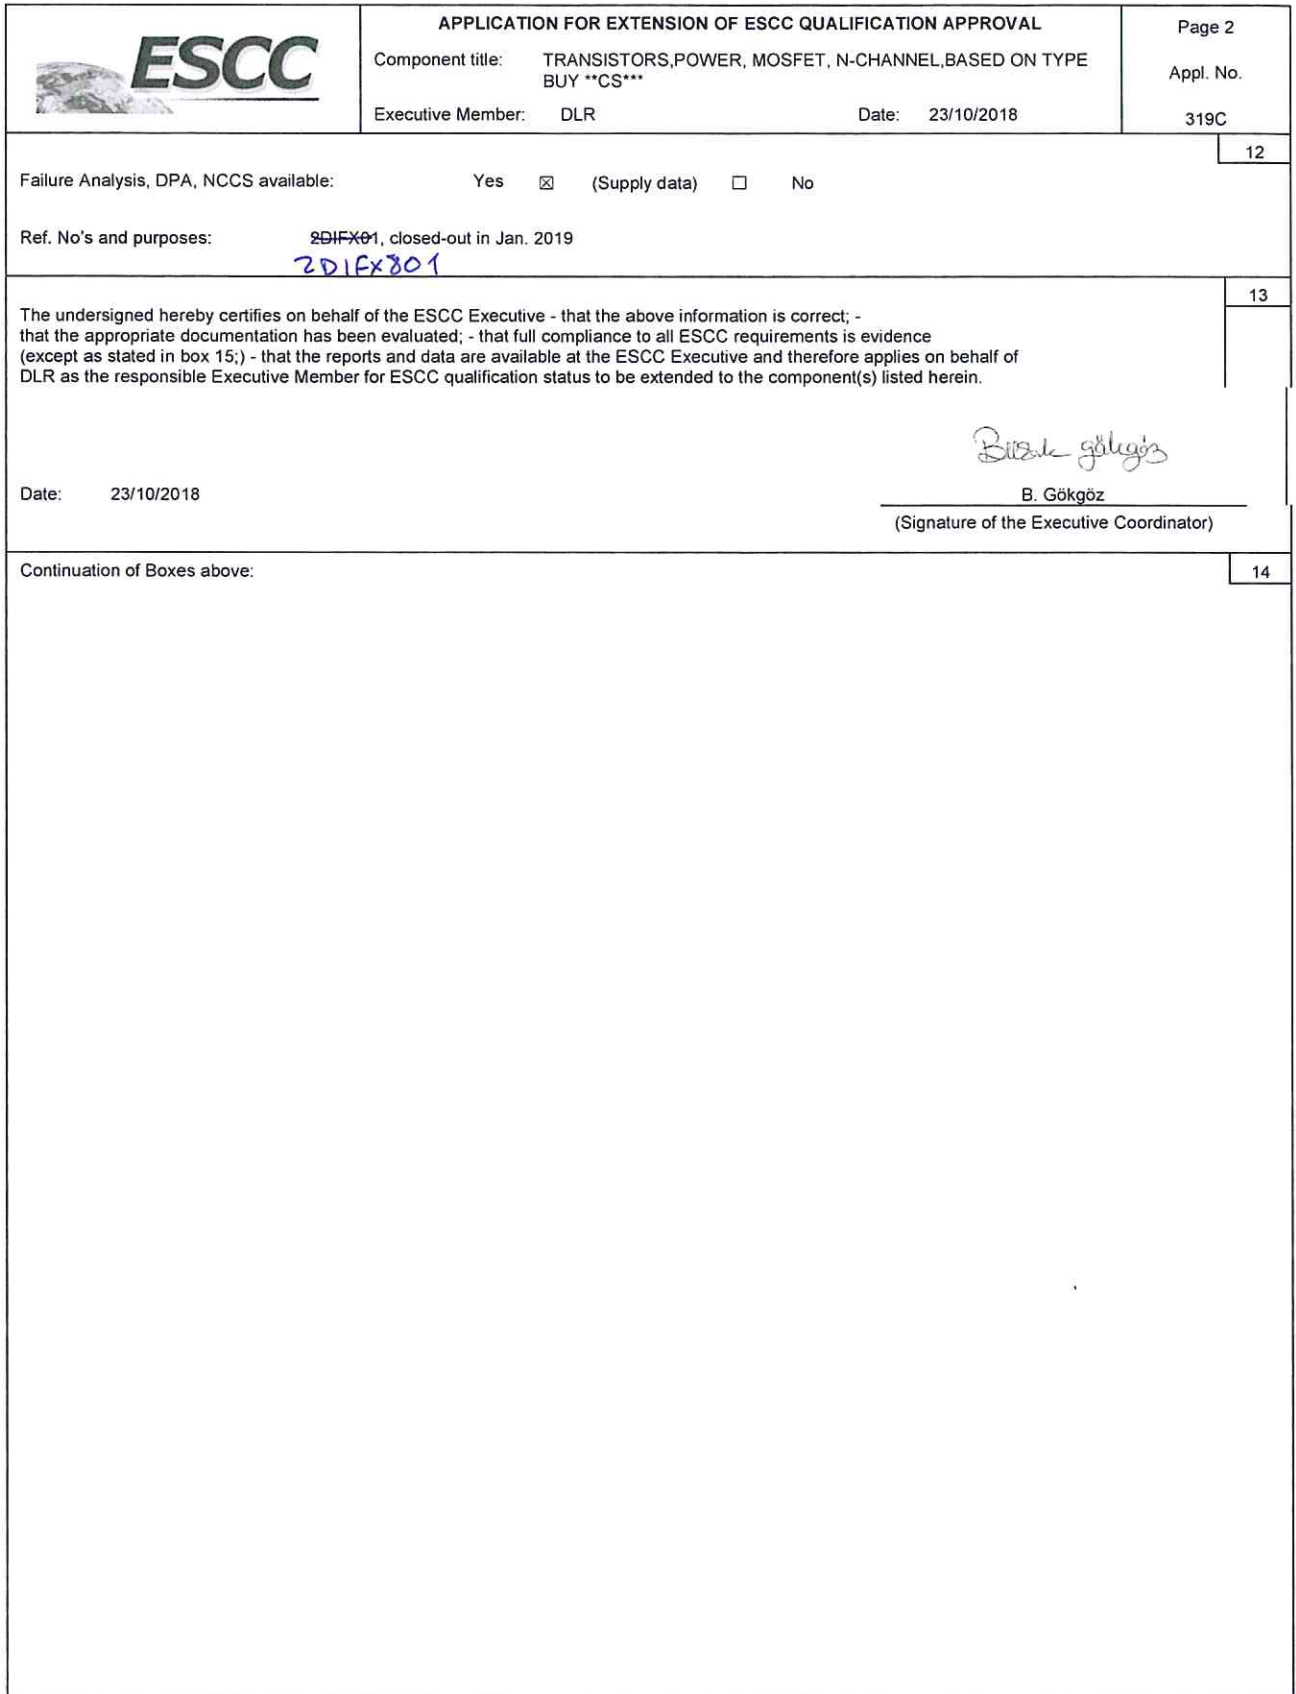 ESCC
APPLICATION FOR EXTENSION OF ESCC QUALIFICATION APPROVAL
Component title: TRANSISTORS,POWER, MOSFET, N-CHANNEL,BASED ON TYPE
BUY **CS***
Executive Member: DLR Date: 23/10/2018
Page 2
Appl. No.
319C
12
Failure Analysis, DPA, NCCS available: Yes ☒ (Supply data) ☐ No
Ref. No's and purposes: 2DIFX01, closed-out in Jan. 2019
2DIFX801
13
The undersigned hereby certifies on behalf of the ESCC Executive - that the above information is correct; -
that the appropriate documentation has been evaluated; - that full compliance to all ESCC requirements is evidence
(except as stated in box 15;) - that the reports and data are available at the ESCC Executive and therefore applies on behalf of
DLR as the responsible Executive Member for ESCC qualification status to be extended to the component(s) listed herein.
gökgöz
Date: 23/10/2018 B. Gökgöz
(Signature of the Executive Coordinator)
Continuation of Boxes above: 14